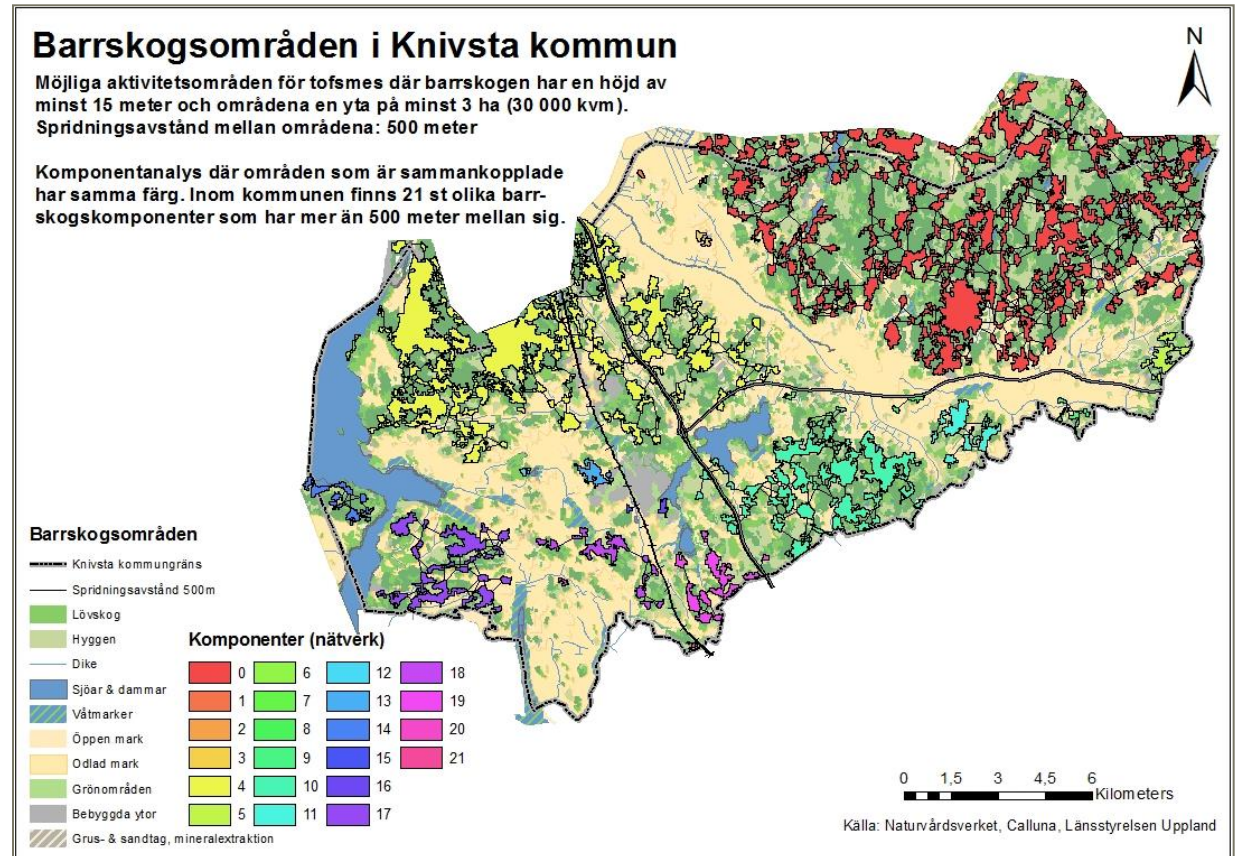 Barrskogsområden i Knivsta kommun
Möjliga aktivitetsområden för tofsmes där barrskogen har en höjd av
minst 15 meter och områdena en yta på minst 3 ha (30 000 kvm).
Spridningsavstånd mellan områdena: 500 meter
Komponentanalys där områden som är sammankopplade
har samma färg. Inom kommunen finns 21 st olika barr-
skogskomponenter som har mer än 500 meter mellan sig.
N
Barrskogsområden
Knivsta kommungräns
Spridningsavstånd 500m
Lövskog
Hyggen
Dike
Sjöar & dammar
Våtmarker
Öppen mark
Odlad mark
Grönområden
Bebyggda ytor
Grus- & sandtag, mineralextraktion
Komponenter (nätverk)
0 6 12 18
1 7 13 19
2 8 14 20
3 9 15 21
4 10 16
5 11 17
0 1,5 3 4,5 6
Kilometers
Källa: Naturvårdsverket, Calluna, Länsstyrelsen Uppland